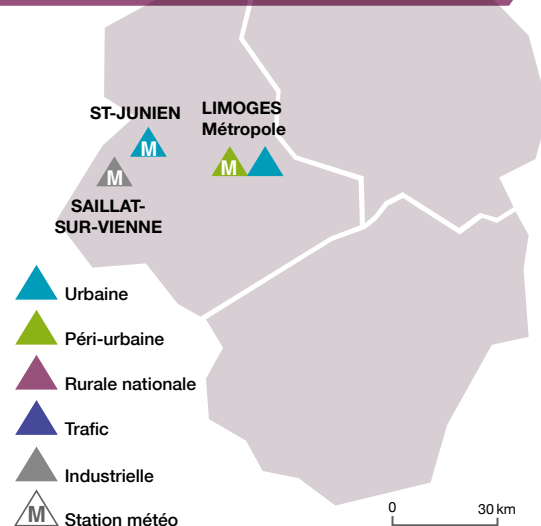 ST-JUNIEN
LIMOGES
Métropole
M
M
M
SAILLAT-
SUR-VIENNE
Urbaine
Péri-urbaine
Rurale nationale
Trafic
Industrielle
M Station météo
0 30 km